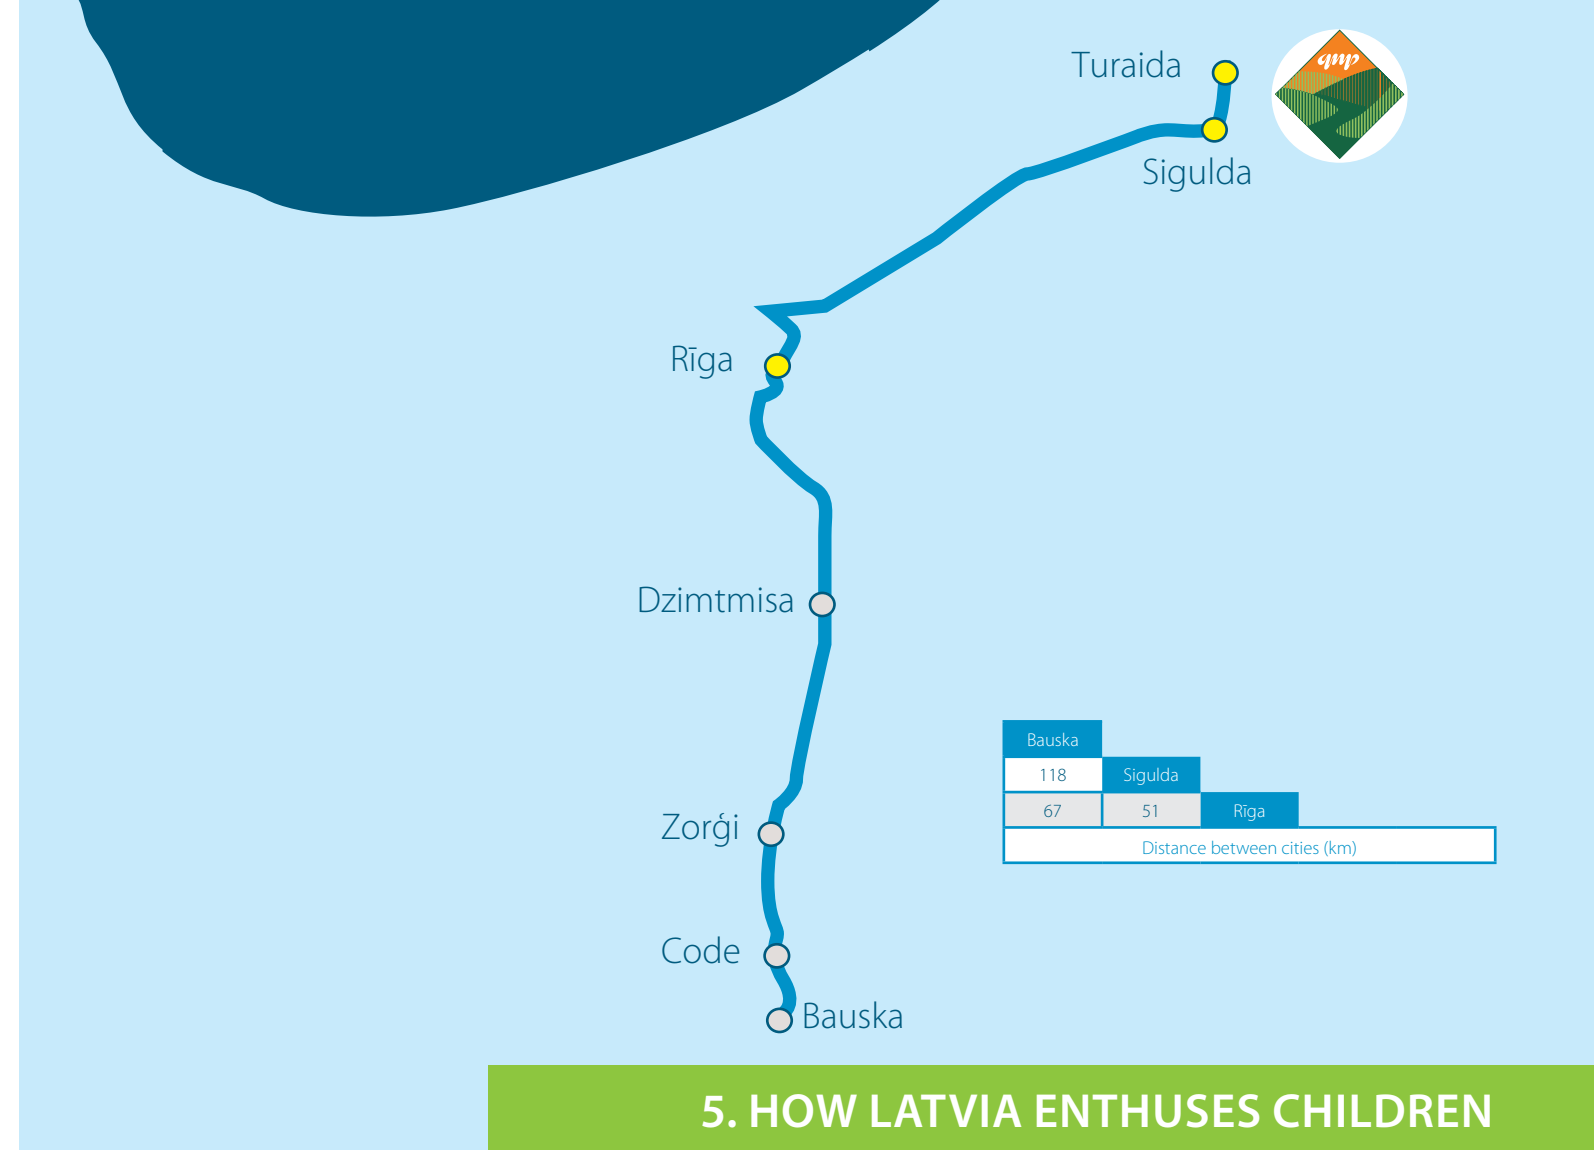 Turaida
gnp
Sigulda
Rīga
Dzimtmisa
Zorģi
Code
Bauska
Bauska
118 Sigulda
67 51 Rīga
Distance between cities (km)
5. HOW LATVIA ENTHUSES CHILDREN